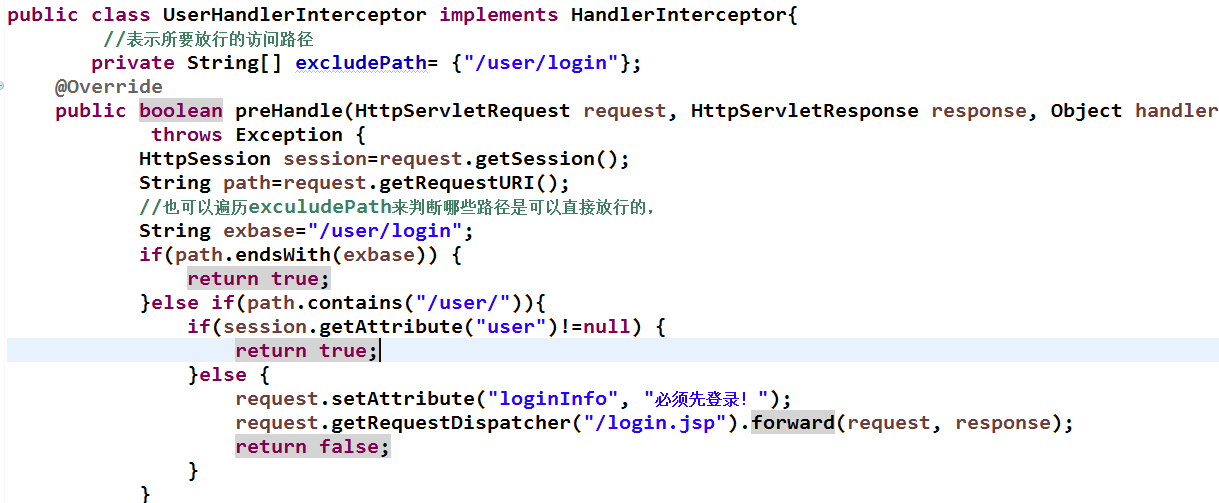 public class UserHandlerInterceptor implements HandlerInterceptor{
//表示所要放行的访问路径
private String[] excludePath= {"/user/login"};
@Override
public boolean preHandle(HttpServletRequest request, HttpServletResponse response, Object handler
throws Exception {
HttpSession session=request.getSession();
String path=request.getRequestURI();
//也可以遍历exculudePath来判断哪些路径是可以直接放行的,
String exbase="/user/login";
if(path.endsWith(exbase)) {
return true;
}else if(path.contains("/user/")){
if(session.getAttribute("user")!=null) {
return true;
}else {
request.setAttribute("loginInfo", "必须先登录！");
request.getRequestDispatcher("/login.jsp").forward(request, response);
return false;
}
}